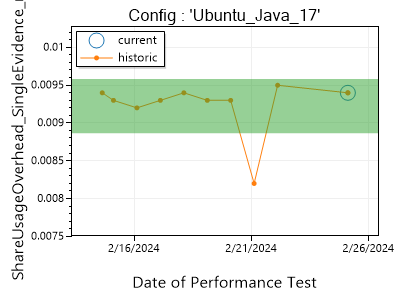 Config : 'Ubuntu_Java_17'
ShareUsageOverhead_SingleEvidence_
current
historic
0.01
0.0095
0.009
0.0085
0.008
0.0075
2/16/2024
2/21/2024
2/26/2024
Date of Performance Test